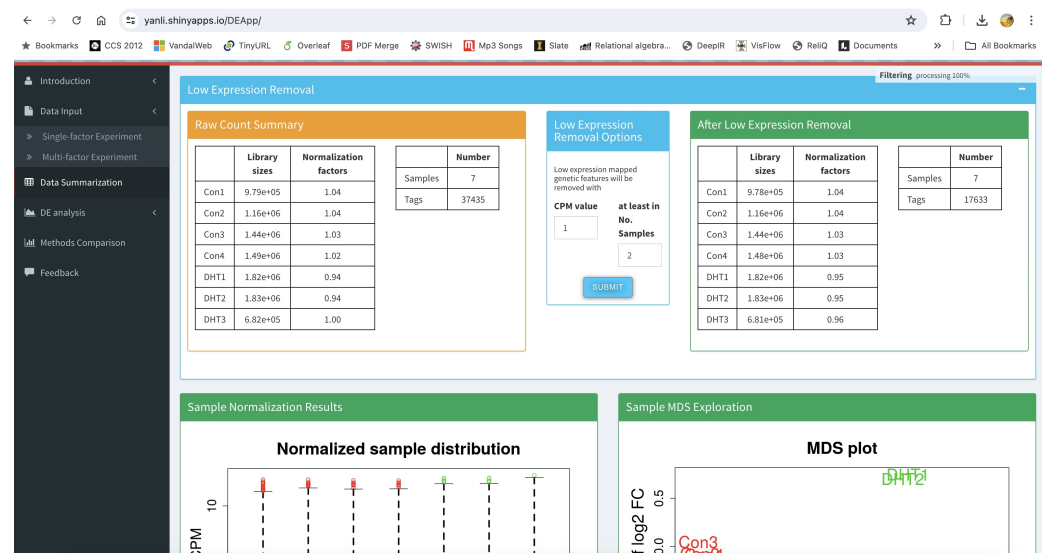 yanli.shinyapps.io/DEApp/
Bookmarks CCS 2012 VandalWeb TinyURL Overleaf PDF Merge SWISH Mp3 Songs Slate Relational algebra... DeepIR VisFlow ReliQ Documents » All Bookmarks
Introduction
Data Input
» Single-factor Experiment
» Multi-factor Experiment
Data Summarization
DE analysis
Methods Comparison
Feedback
Filtering processing 100%
Low Expression Removal
Raw Count Summary
Library sizes Normalization factors
Con1 9.79e+05 1.04
Con2 1.16e+06 1.04
Con3 1.44e+06 1.03
Con4 1.49e+06 1.02
DHT1 1.82e+06 0.94
DHT2 1.83e+06 0.94
DHT3 6.82e+05 1.00
Number
Samples 7
Tags 37435
Low Expression
Removal Options
Low expression mapped
genetic features will be
removed with
CPM value
1
at least in
No.
Samples
2
SUBMIT
After Low Expression Removal
Library sizes Normalization factors
Con1 9.78e+05 1.04
Con2 1.16e+06 1.04
Con3 1.44e+06 1.03
Con4 1.48e+06 1.03
DHT1 1.82e+06 0.95
DHT2 1.83e+06 0.95
DHT3 6.81e+05 0.96
Number
Samples 7
Tags 17633
Sample Normalization Results
Normalized sample distribution
10
CPM
Sample MDS Exploration
MDS plot
DHT1
DHT2
log2 FC
0.5
0.0
Con3